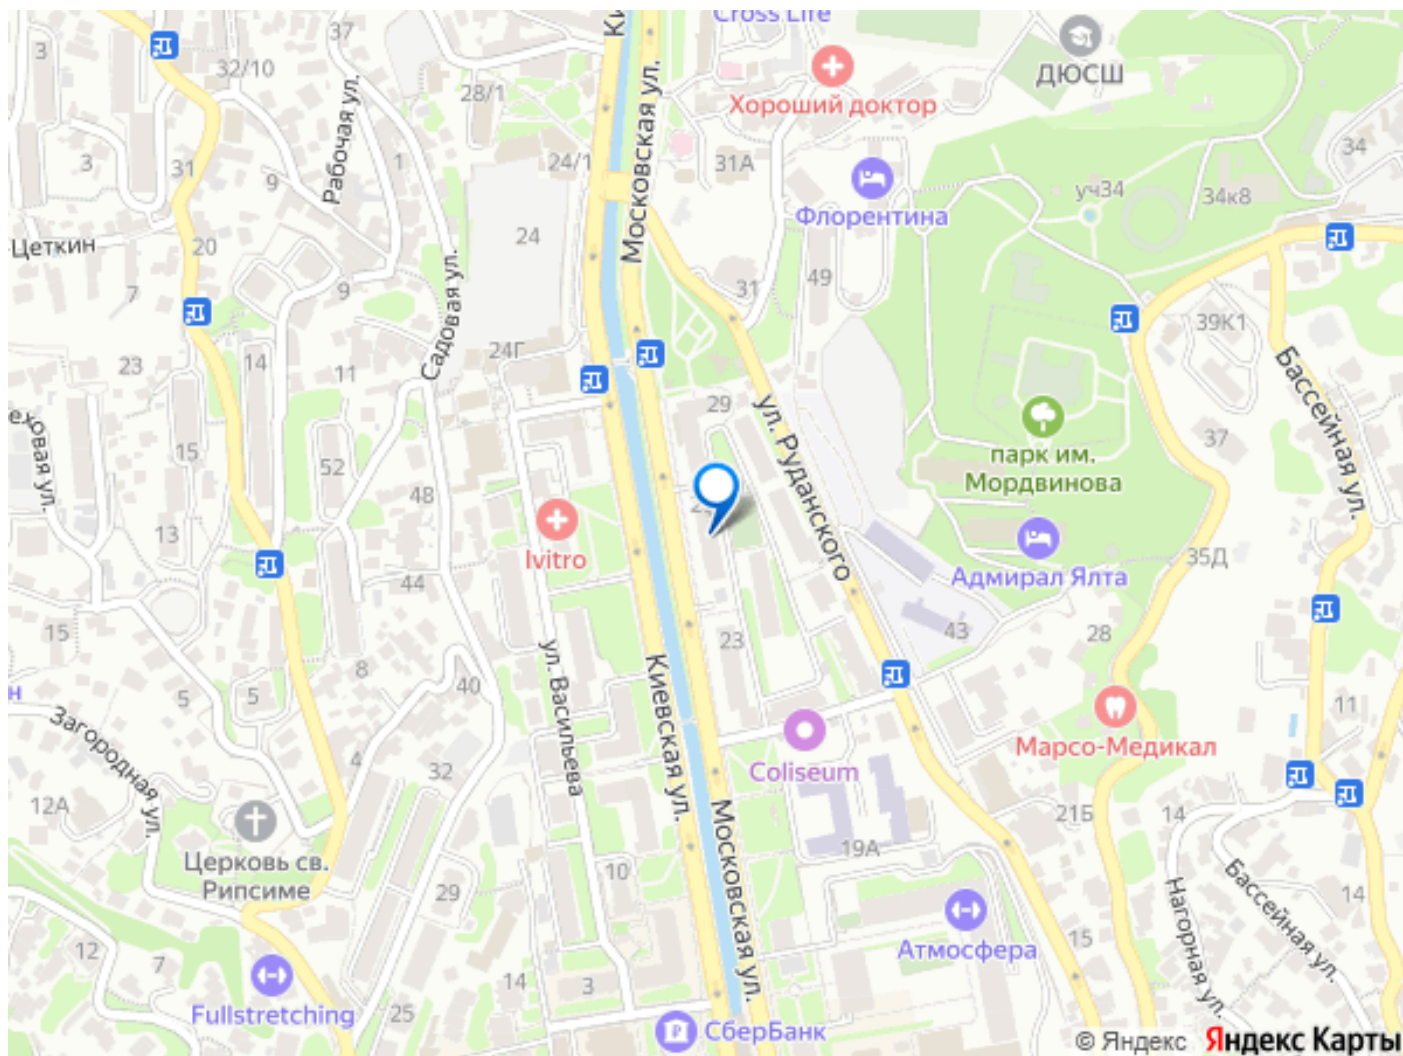 Cross Life
37
3
ДЮСШ
32/10
Хороший доктор
28/1
Рабочая ул.
Московская ул.
34
3
31
9
1
24/1
31А
уч34
34к8
Флорентина
Цеткин
20
24
Московская ул.
7
9
49
31
39К1
Садовая ул.
24Г
23
14
11
29
Бассейная ул.
ул. Руданского
37
парк им.
Мордвинова
15
52
48
13
Ivitro
35Д
Адмирал Ялта
44
15
43
28
23
8
ул. Васильева
Киевская ул.
40
5
5
н
11
Загородная ул.
Марсо-Медикал
4
32
Coliseum
12А
14
21Б
Московская ул.
19А
Церковь св.
Рипсиме
10
29
Нагорная ул.
Бассейная ул.
14
15
Атмосфера
12
7
14
3
25
Fullstretching
СберБанк
© Яндекс Яндекс Карты